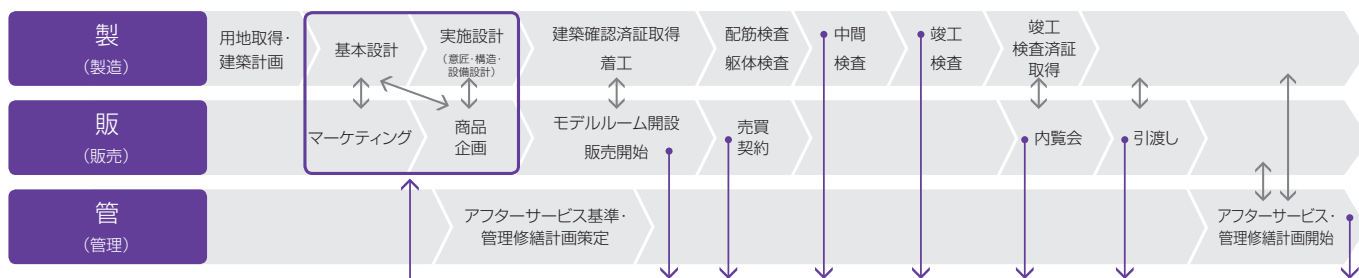 製
（製造）
用地取得・
建築計画
基本設計
実施設計
（意匠・構造・
設備設計）
建築確認済証取得
着工
配筋検査
躯体検査
中間
検査
竣工
検査
竣工
検査済証
取得
販
（販売）
マーケティング
商品
企画
モデルルーム開設
販売開始
売買
契約
内覧会
引渡し
管
（管理）
アフターサービス基準・
管理修繕計画策定
アフターサービス・
管理修繕計画開始